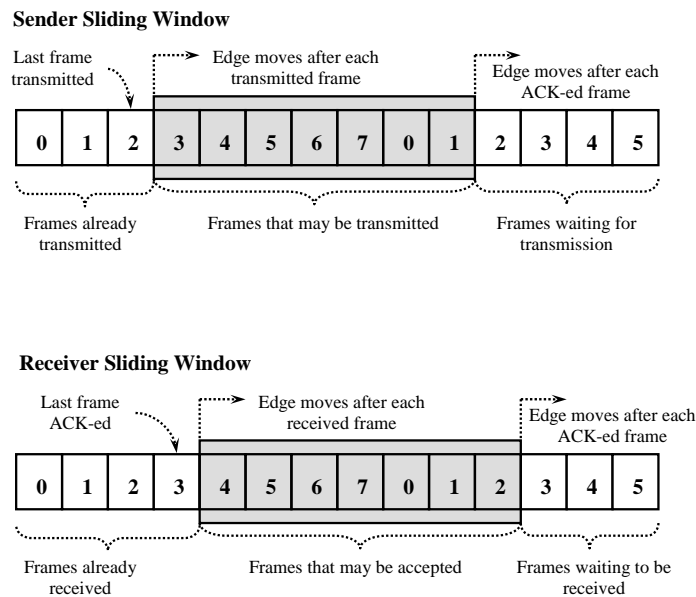 Sender Sliding Window
Last frame
transmitted
Edge moves after each
transmitted frame
Edge moves after each
ACK-ed frame
0 1 2 3 4 5 6 7 0 1 2 3 4 5
Frames already
transmitted
Frames that may be transmitted
Frames waiting for
transmission
Receiver Sliding Window
Last frame
ACK-ed
Edge moves after each
received frame
Edge moves after each
ACK-ed frame
0 1 2 3 4 5 6 7 0 1 2 3 4 5
Frames already
received
Frames that may be accepted
Frames waiting to be
received